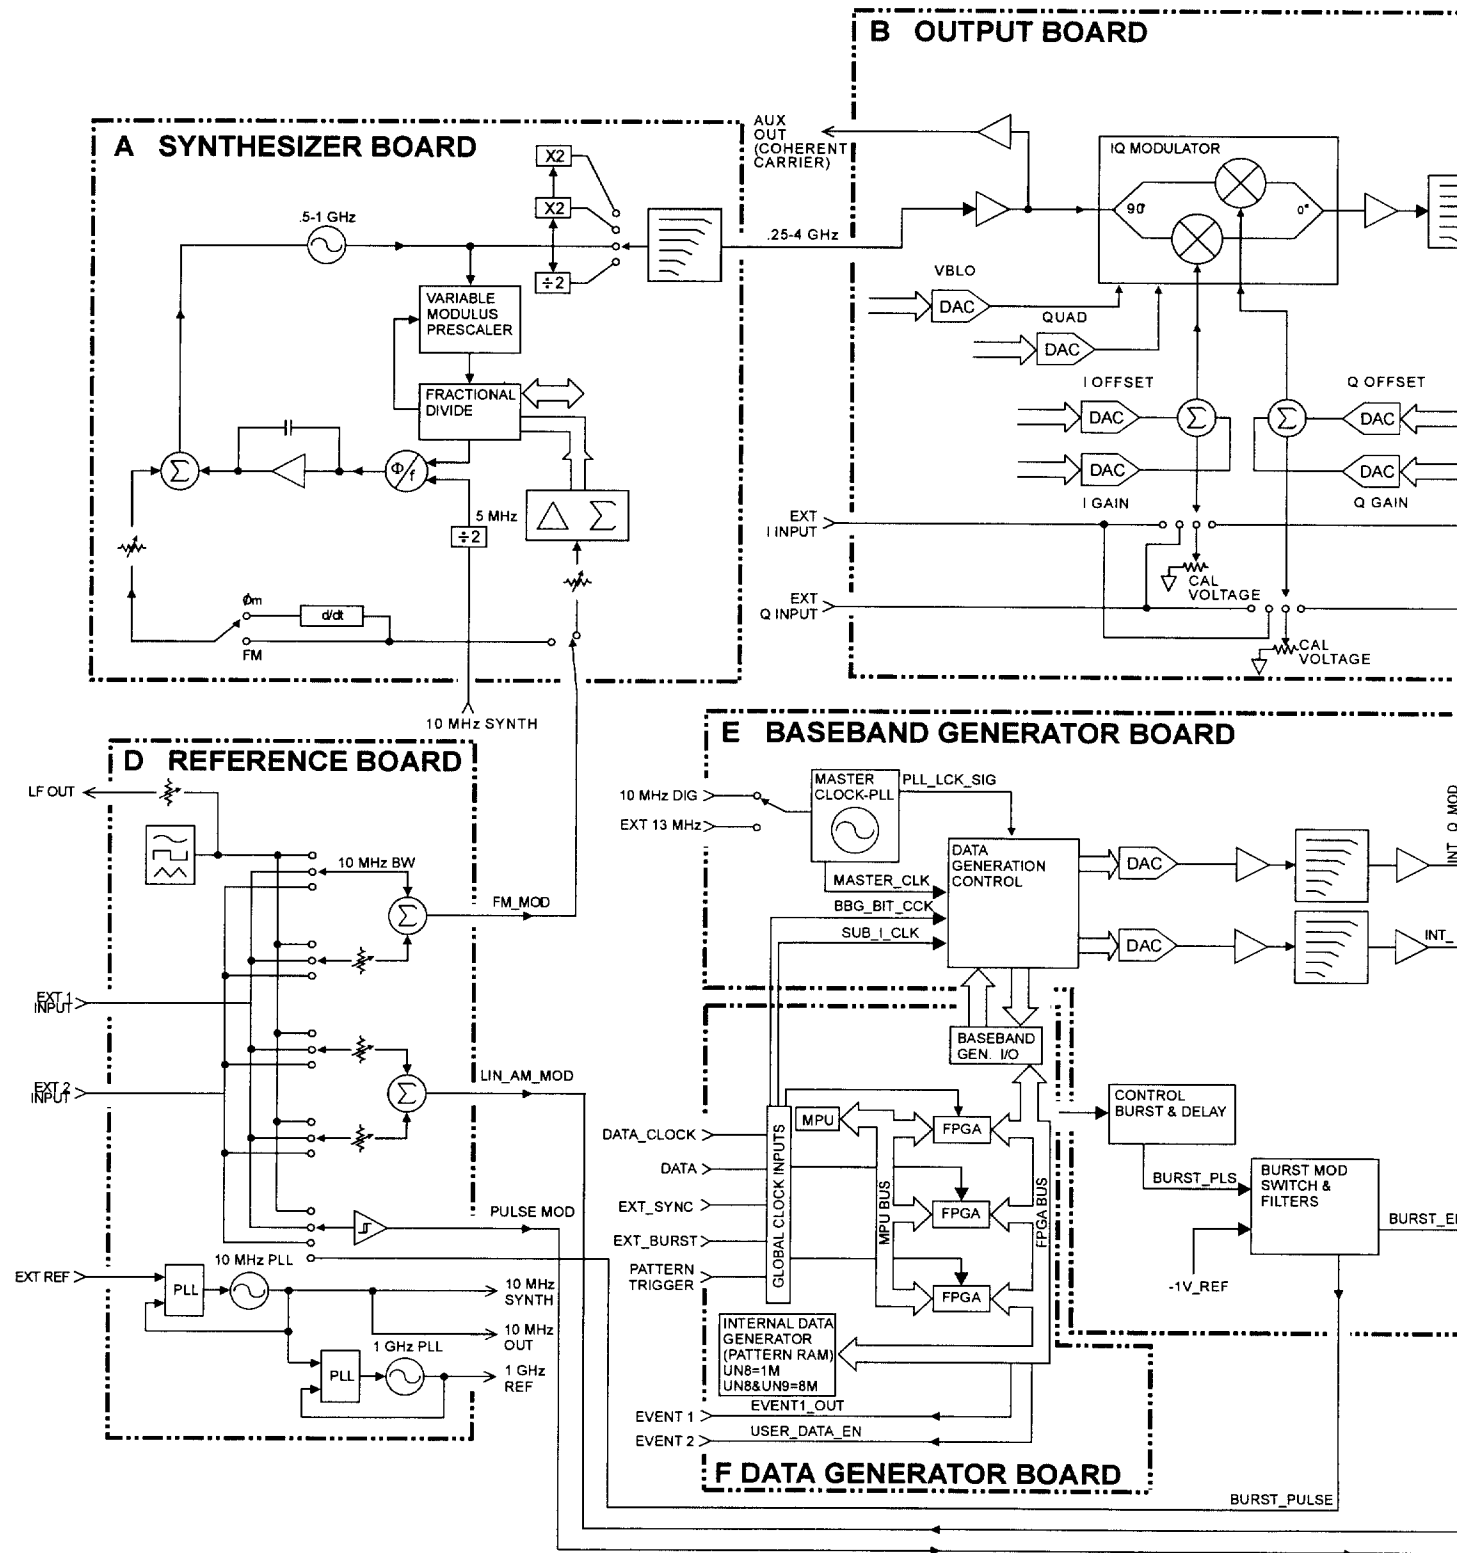 B OUTPUT BOARD
A SYNTHESIZER BOARD
AUX
OUT
(COHERENT
CARRIER)
IQ MODULATOR
X2
X2
÷2
.5-1 GHz
.25-4 GHz
90°
0°
VBLO
DAC
QUAD
DAC
VARIABLE
MODULUS
PRESCALER
FRACTIONAL
DIVIDE
I OFFSET
Q OFFSET
DAC
Σ
Σ
DAC
DAC
DAC
I GAIN
Q GAIN
Σ
Φ/f
5 MHz
÷2
Δ Σ
EXT
I INPUT
CAL
VOLTAGE
EXT
Q INPUT
CAL
VOLTAGE
ϕm
d/dt
FM
10 MHz SYNTH
D REFERENCE BOARD
LF OUT
10 MHz BW
Σ
FM_MOD
EXT 1
INPUT
EXT 2
INPUT
Σ
LIN_AM_MOD
PULSE MOD
10 MHz PLL
EXT REF
PLL
10 MHz
SYNTH
10 MHz
OUT
1 GHz PLL
PLL
1 GHz
REF
E BASEBAND GENERATOR BOARD
10 MHz DIG
EXT 13 MHz
MASTER
CLOCK-PLL
PLL_LCK_SIG
DATA
GENERATION
CONTROL
MASTER_CLK
BBG_BIT_CCK
SUB_I_CLK
DAC
DAC
INT_Q_MOD
INT_
BASEBAND
GEN. I/O
CONTROL
BURST & DELAY
BURST_PLS
BURST MOD
SWITCH &
FILTERS
-1V_REF
BURST_E
DATA_CLOCK
DATA
EXT_SYNC
EXT_BURST
PATTERN
TRIGGER
GLOBAL CLOCK INPUTS
MPU
MPU BUS
FPGA
FPGA
FPGA
FPGA BUS
INTERNAL DATA
GENERATOR
(PATTERN RAM)
UN8=1M
UN8&UN9=8M
EVENT 1
EVENT1_OUT
EVENT 2
USER_DATA_EN
F DATA GENERATOR BOARD
BURST_PULSE